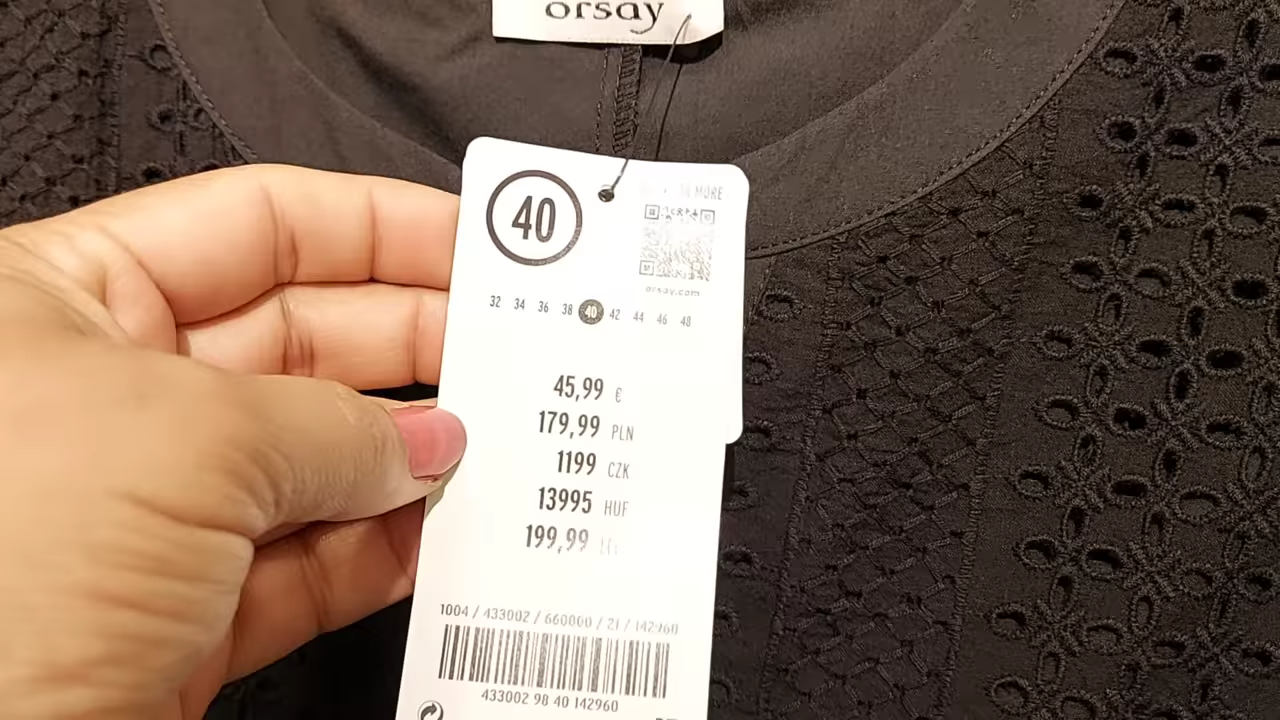 orsay
40
MORE
orsay.com
32 34 36 38 40 42 44 46 48
45,99 €
179,99 PLN
1199 CZK
13995 HUF
199,99
1004 / 433002 / 660000 / 21 / 142960
433002 98 40 142960